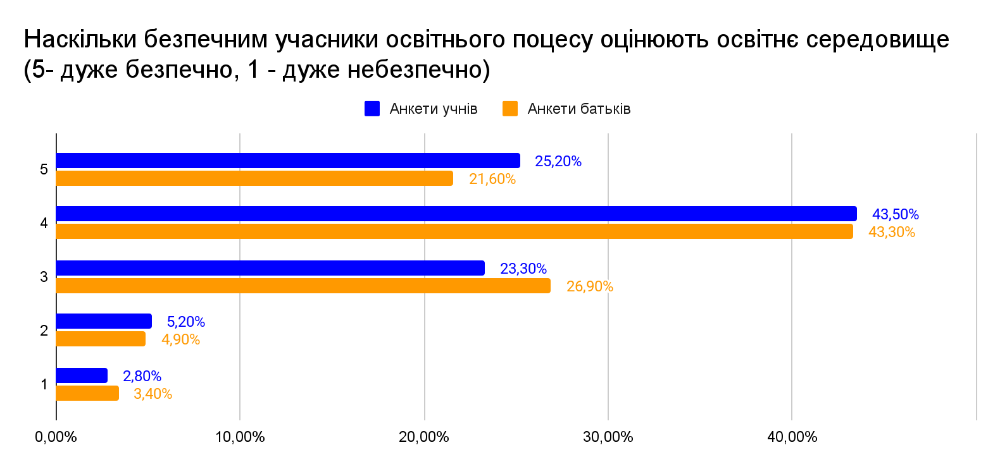 Наскільки безпечним учасники освітнього поцесу оцінюють освітнє середовище
(5- дуже безпечно, 1 - дуже небезпечно)
Анкети учнів Анкети батьків
5 25,20%
21,60%
4 43,50%
43,30%
3 23,30%
26,90%
2 5,20%
4,90%
1 2,80%
3,40%
0,00% 10,00% 20,00% 30,00% 40,00%